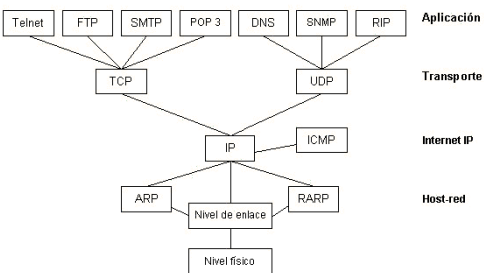 Telnet FTP SMTP POP 3 DNS SNMP RIP Aplicación
TCP UDP Transporte
IP ICMP Internet IP
ARP Nivel de enlace RARP Host-red
Nivel físico